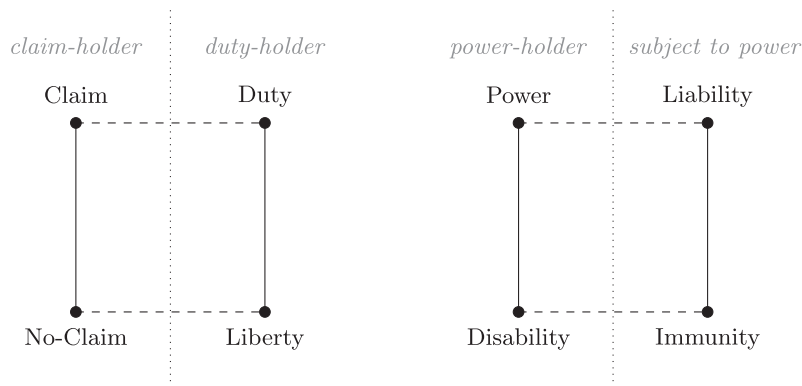 claim-holder duty-holder power-holder subject to power
Claim Duty Power Liability
No-Claim Liberty Disability Immunity